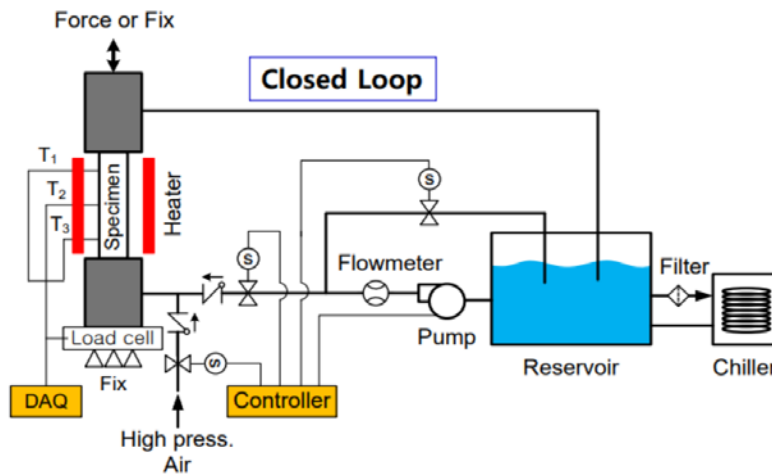 Force or Fix
Closed Loop
T1
T2
T3
Specimen
Heater
S
S
Flowmeter
Filter
Pump
Reservoir
Chiller
Load cell
Fix
S
DAQ
Controller
High press.
Air